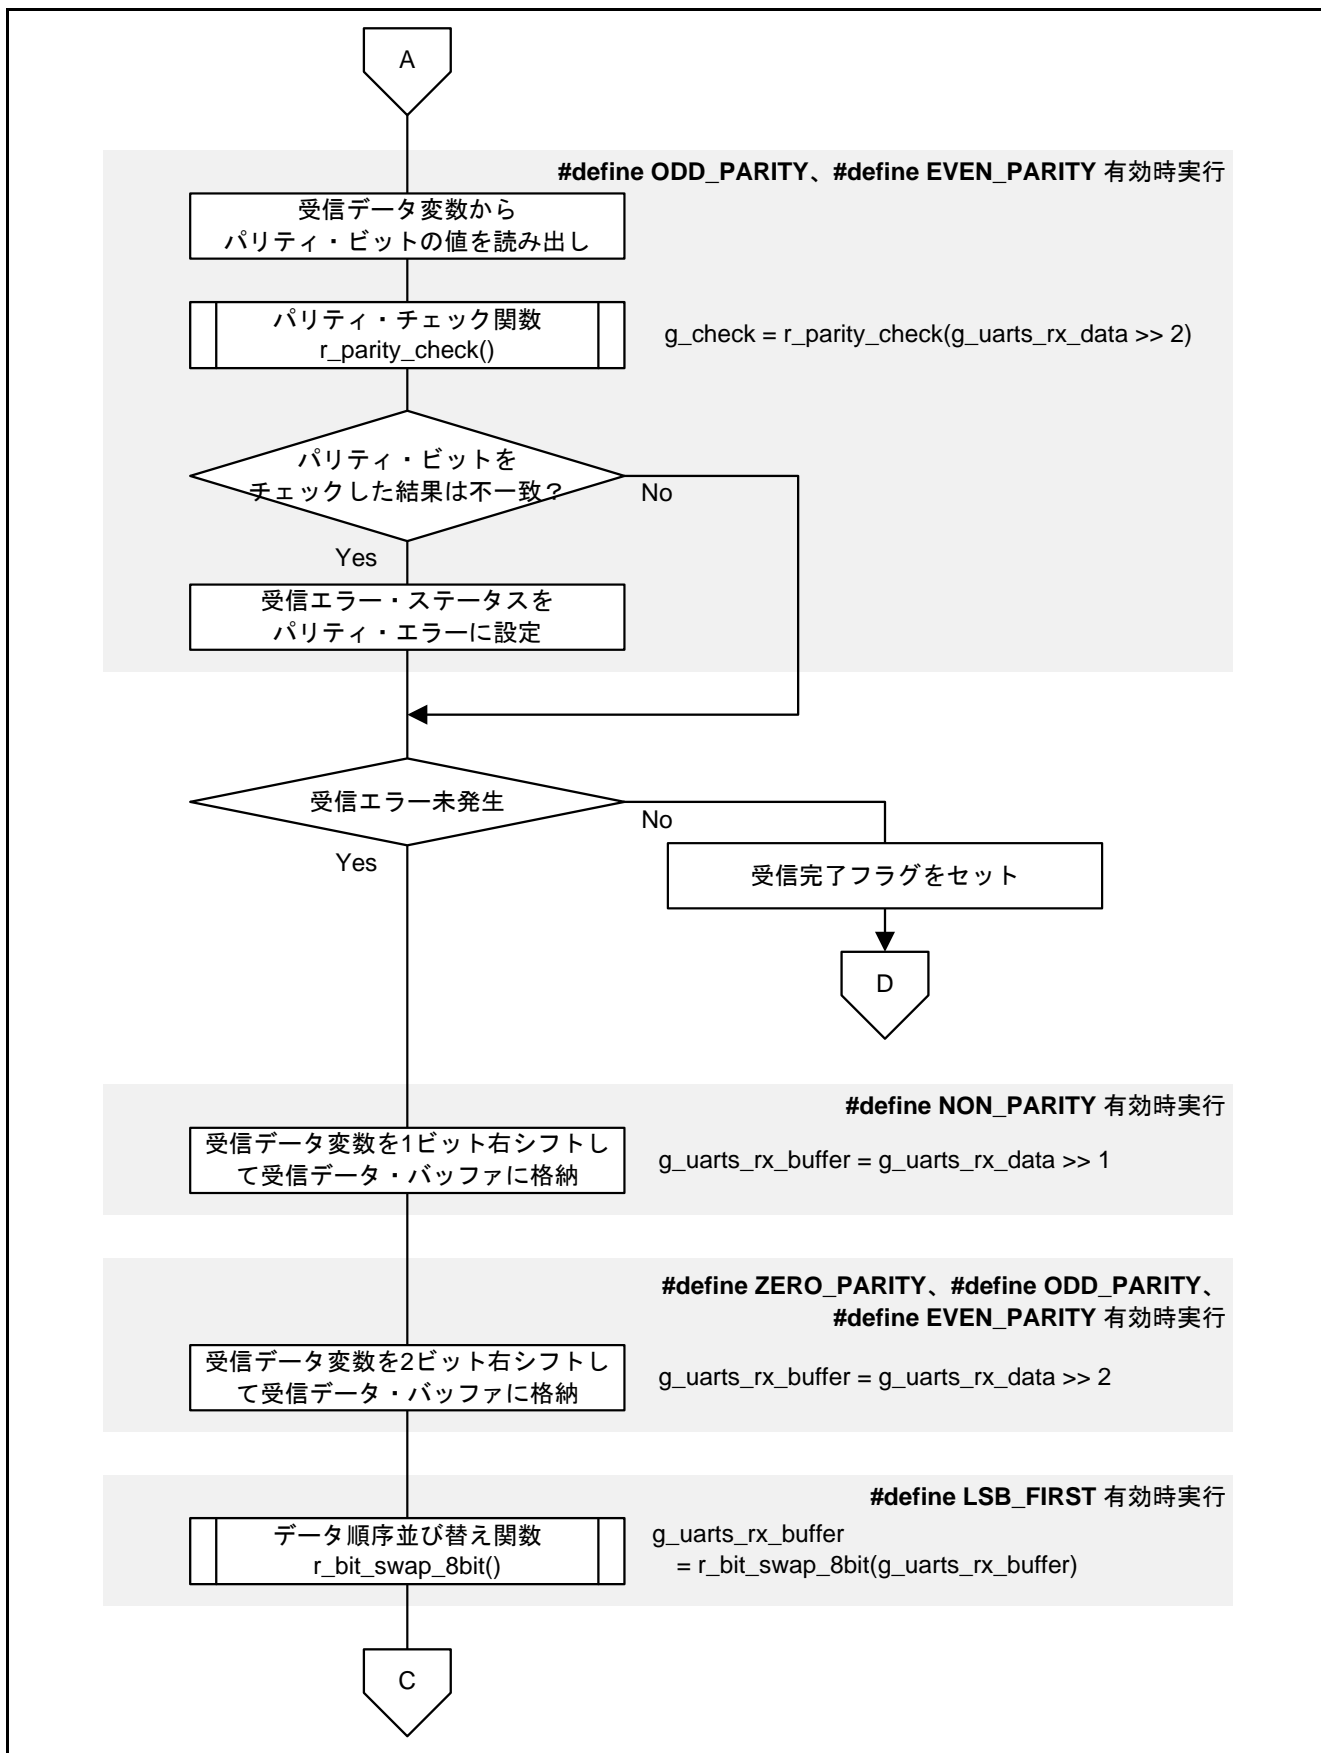 A
#define ODD_PARITY、#define EVEN_PARITY 有効時実行
受信データ変数から
パリティ・ビットの値を読み出し
パリティ・チェック関数
r_parity_check()
g_check = r_parity_check(g_uarts_rx_data >> 2)
パリティ・ビットを
チェックした結果は不一致？
No
Yes
受信エラー・ステータスを
パリティ・エラーに設定
受信エラー未発生
No
Yes
受信完了フラグをセット
D
#define NON_PARITY 有効時実行
受信データ変数を1ビット右シフトし
て受信データ・バッファに格納
g_uarts_rx_buffer = g_uarts_rx_data >> 1
#define ZERO_PARITY、#define ODD_PARITY、
#define EVEN_PARITY 有効時実行
受信データ変数を2ビット右シフトし
て受信データ・バッファに格納
g_uarts_rx_buffer = g_uarts_rx_data >> 2
#define LSB_FIRST 有効時実行
データ順序並び替え関数
r_bit_swap_8bit()
g_uarts_rx_buffer
= r_bit_swap_8bit(g_uarts_rx_buffer)
C